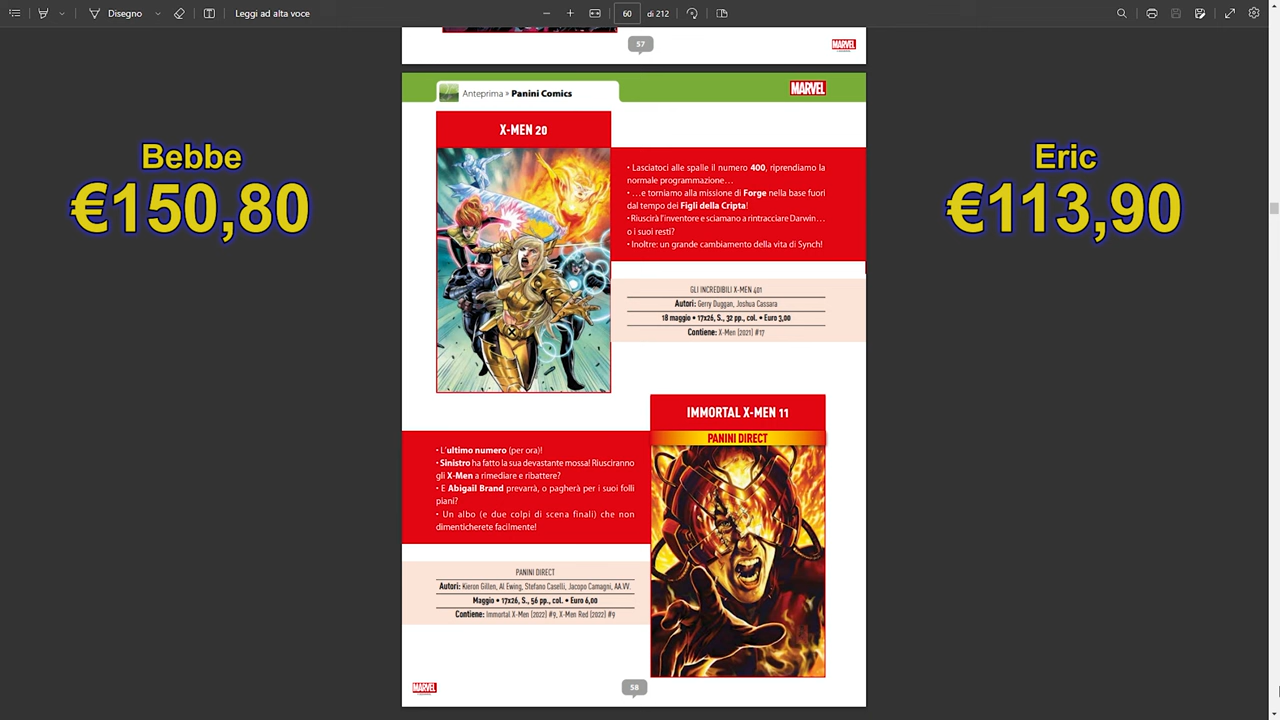 Disegno
Leggi ad alta voce
60
di 212
57
MARVEL
Anteprima » Panini Comics
MARVEL
X-MEN 20
• Lasciatoci alle spalle il numero 400, riprendiamo la
normale programmazione…
• …e torniamo alla missione di Forge nella base fuori
dal tempo dei Figli della Cripta!
• Riuscirà l'inventore e sciamano a rintracciare Darwin…
o i suoi resti?
• Inoltre: un grande cambiamento della vita di Synch!
GLI INCREDIBILI X-MEN 401
Autori: Gerry Duggan, Joshua Cassara
18 maggio • 17x26, S., 32 pp., col. • Euro 3,00
Contiene: X-Men (2021) #17
Bebbe
€150,80
Eric
€113,90
IMMORTAL X-MEN 11
PANINI DIRECT
• L'ultimo numero (per ora)!
• Sinistro ha fatto la sua devastante mossa! Riusciranno
gli X-Men a rimediare e ribattere?
• E Abigail Brand prevarrà, o pagherà per i suoi folli
piani?
• Un albo (e due colpi di scena finali) che non
dimenticherete facilmente!
PANINI DIRECT
Autori: Kieron Gillen, Al Ewing, Stefano Caselli, Jacopo Camagni, AA.VV.
Maggio • 17x26, S., 56 pp., col. • Euro 6,00
Contiene: Immortal X-Men (2022) #9, X-Men Red (2022) #9
MARVEL
58